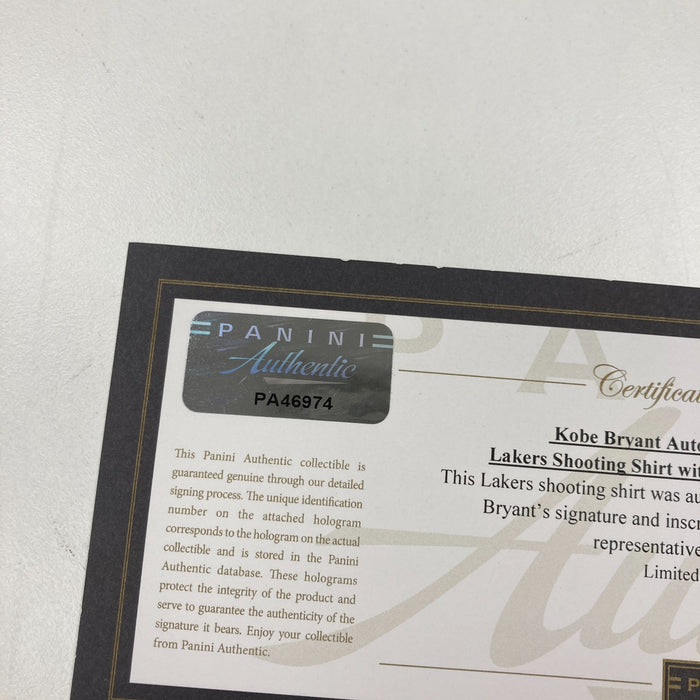 PANINI
Authentic
PA46974
This Panini Authentic collectible is
guaranteed genuine through our detailed
signing process. The unique identification
number on the attached hologram
corresponds to the hologram on the actual
collectible and is stored in the Panini
Authentic database. These holograms
protect the integrity of the product and
serve to guarantee the authenticity of the
signature it bears. Enjoy your collectible
from Panini Authentic.
PA
Certifica
Kobe Bryant Auto
Lakers Shooting Shirt wit
This Lakers shooting shirt was au
Bryant's signature and inscr
representative
Limited
Au
P